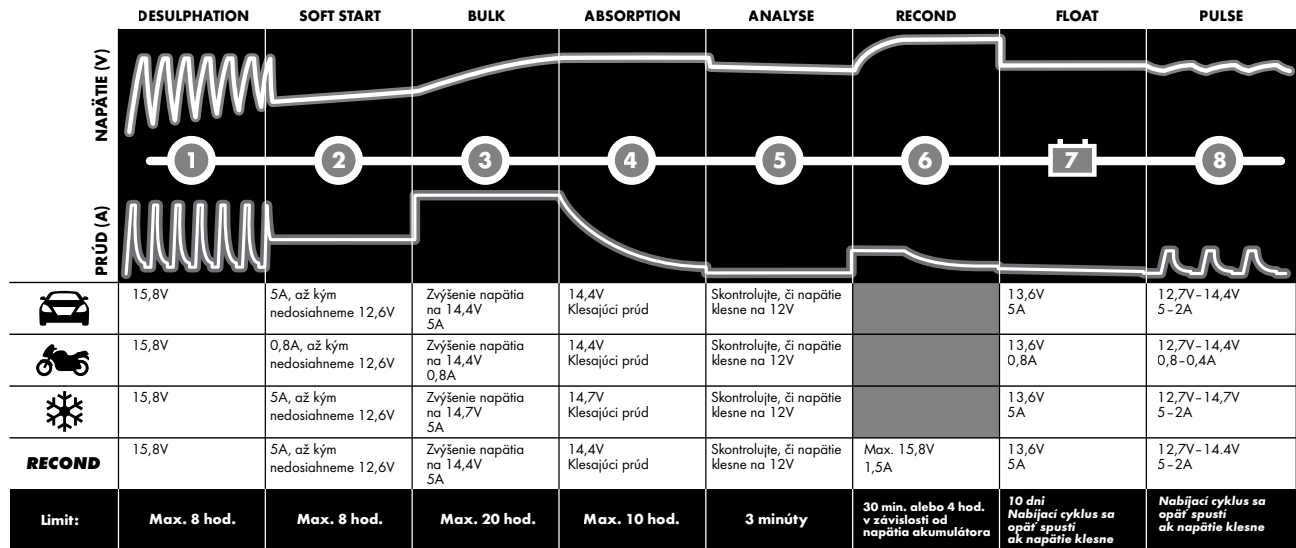 DESULPHATION SOFT START BULK ABSORPTION ANALYSE RECOND FLOAT PULSE
NAPÄTIE (V)
1 2 3 4 5 6 7 8
PRÚD (A)
15,8V
5A, až kým
nedosiahneme 12,6V
Zvýšenie napätia
na 14,4V
5A
14,4V
Klesajúci prúd
Skontrolujte, či napätie
klesne na 12V
13,6V
5A
12,7V–14,4V
5–2A
15,8V
0,8A, až kým
nedosiahneme 12,6V
Zvýšenie napätia
na 14,4V
0,8A
14,4V
Klesajúci prúd
Skontrolujte, či napätie
klesne na 12V
13,6V
0,8A
12,7V–14,4V
0,8–0,4A
15,8V
5A, až kým
nedosiahneme 12,6V
Zvýšenie napätia
na 14,7V
5A
14,7V
Klesajúci prúd
Skontrolujte, či napätie
klesne na 12V
13,6V
5A
12,7V–14,7V
5–2A
RECOND
15,8V
5A, až kým
nedosiahneme 12,6V
Zvýšenie napätia
na 14,4V
5A
14,4V
Klesajúci prúd
Skontrolujte, či napätie
klesne na 12V
Max. 15,8V
1,5A
13,6V
5A
12,7V–14.4V
5–2A
Limit:
Max. 8 hod.
Max. 8 hod.
Max. 20 hod.
Max. 10 hod.
3 minúty
30 min. alebo 4 hod.
v závislosti od
napätia akumulátora
10 dni
Nabíjací cyklus sa
opäť spustí
ak napätie klesne
Nabíjací cyklus sa
opäť spustí
ak napätie klesne